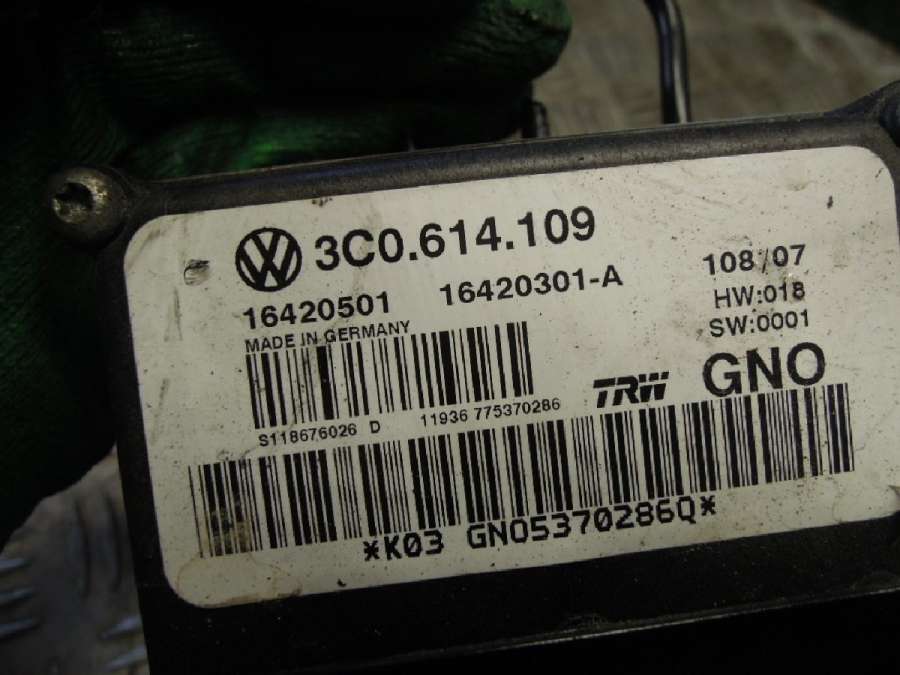 3C0.614.109
16420501 16420301-A
108/07
HW:018
SW:0001
MADE IN GERMANY
S118676026 D 11936 775370286
TRW GNO
*K03 GNO5370286Q*